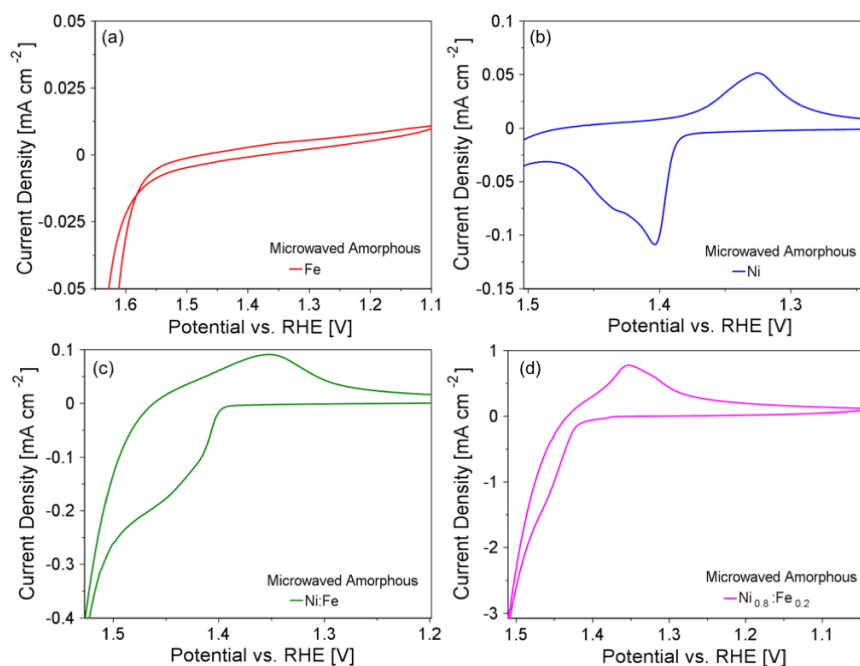 (a)
0.05
0.025
0
-0.025
-0.05
Current Density [mA cm⁻²]
Microwaved Amorphous
Fe
1.6 1.5 1.4 1.3 1.2 1.1
Potential vs. RHE [V]
(b)
0.10
0.05
0
-0.05
-0.1
-0.15
Current Density [mA cm⁻²]
Microwaved Amorphous
Ni
1.5 1.4 1.3
Potential vs. RHE [V]
(c)
0.1
0
-0.1
-0.2
-0.3
-0.4
Current Density [mA cm⁻²]
Microwaved Amorphous
Ni:Fe
1.5 1.4 1.3 1.2
Potential vs. RHE [V]
(d)
1
0
-1
-2
-3
Current Density [mA cm⁻²]
Microwaved Amorphous
Ni₀.₈:Fe₀.₂
1.5 1.4 1.3 1.2 1.1
Potential vs. RHE [V]